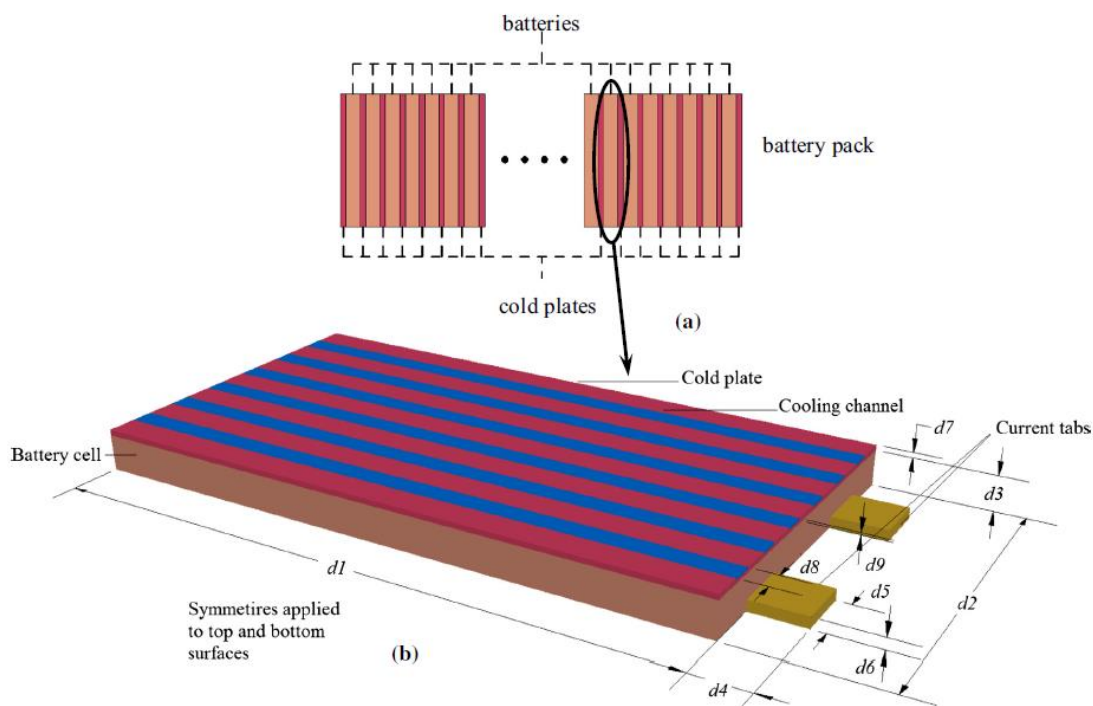 batteries
battery pack
cold plates
(a)
Cold plate
Cooling channel
d7
Current tabs
Battery cell
d3
d1
d8
d9
d5
d2
Symmetires applied
to top and bottom
surfaces
(b)
d6
d4